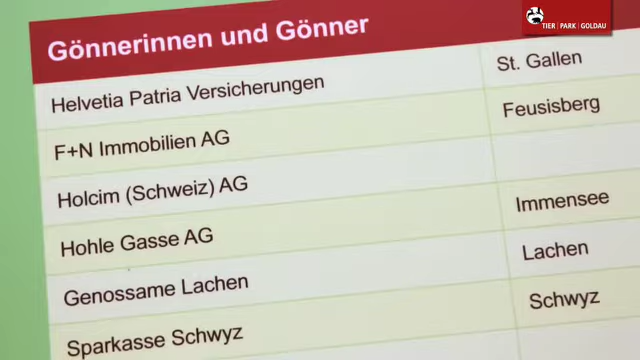 TIER | PARK | GOLDAU
Gönnerinnen und Gönner
Helvetia Patria Versicherungen St. Gallen
F+N Immobilien AG Feusisberg
Holcim (Schweiz) AG
Hohle Gasse AG Immensee
Genossame Lachen Lachen
Sparkasse Schwyz Schwyz